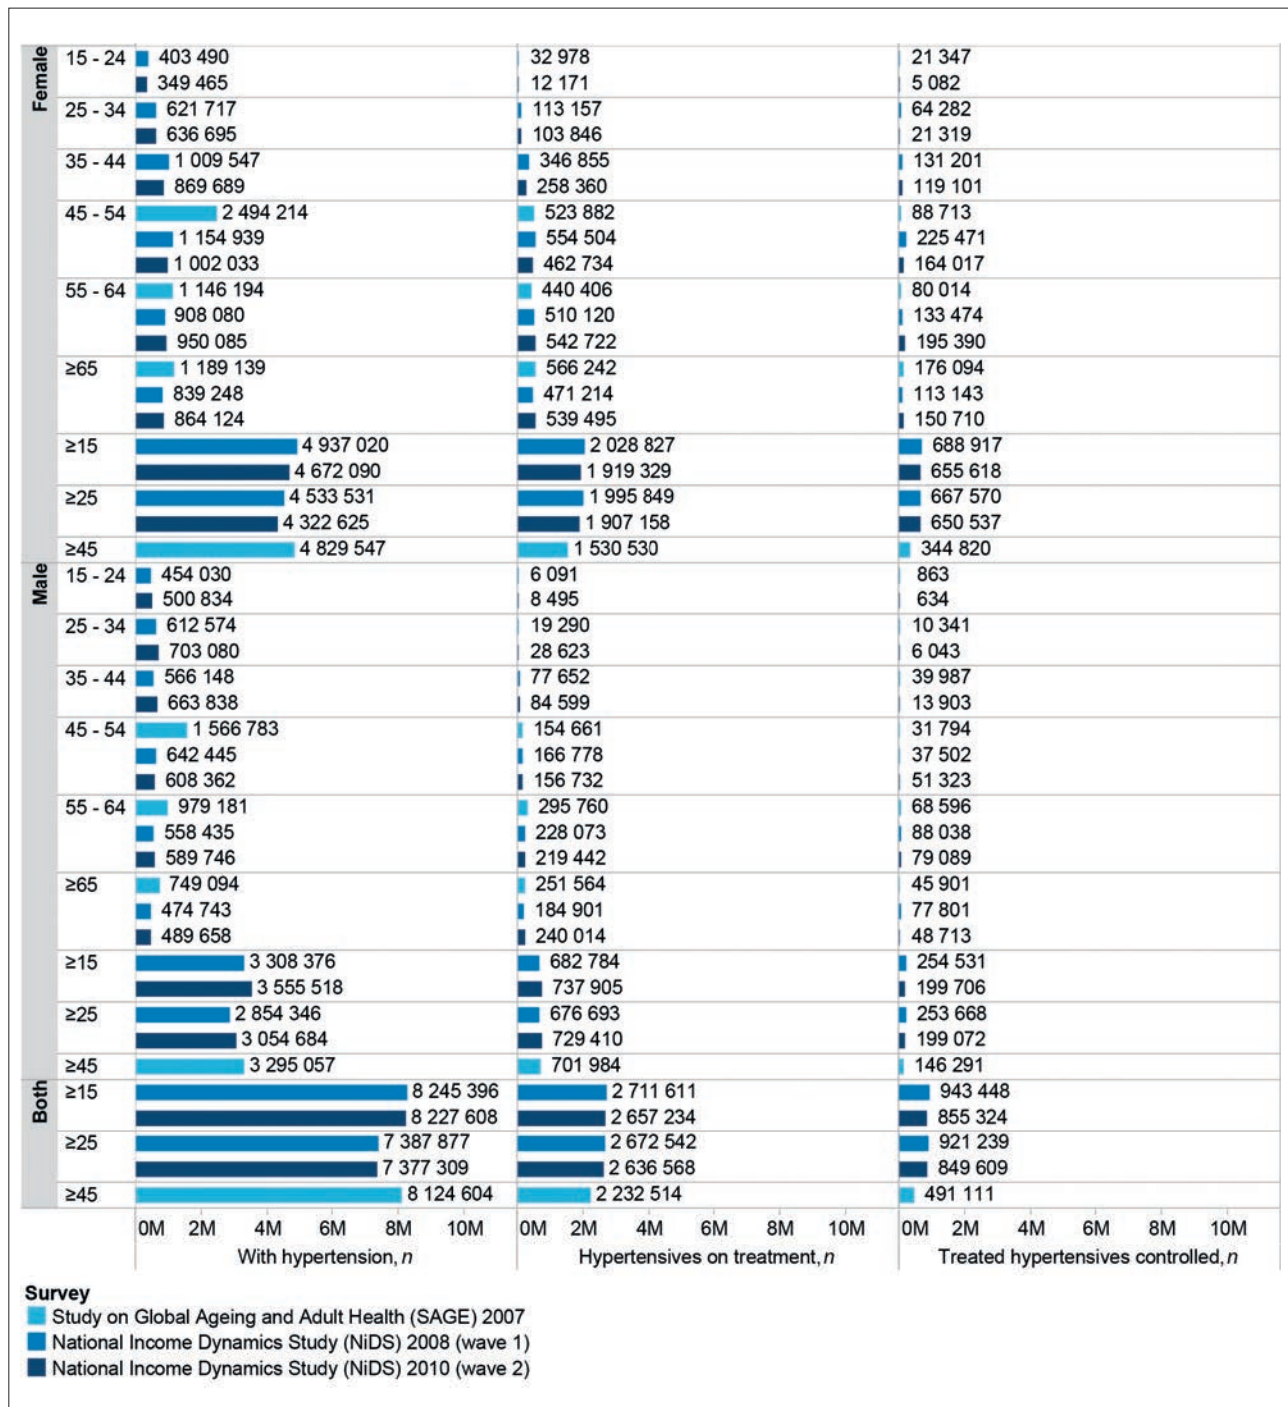 Female
15 - 24 403 490 32 978 21 347
349 465 12 171 5 082
25 - 34 621 717 113 157 64 282
636 695 103 846 21 319
35 - 44 1 009 547 346 855 131 201
869 689 258 360 119 101
45 - 54 2 494 214 523 882 88 713
1 154 939 554 504 225 471
1 002 033 462 734 164 017
55 - 64 1 146 194 440 406 80 014
908 080 510 120 133 474
950 085 542 722 195 390
≥65 1 189 139 566 242 176 094
839 248 471 214 113 143
864 124 539 495 150 710
≥15 4 937 020 2 028 827 688 917
4 672 090 1 919 329 655 618
≥25 4 533 531 1 995 849 667 570
4 322 625 1 907 158 650 537
≥45 4 829 547 1 530 530 344 820
Male
15 - 24 454 030 6 091 863
500 834 8 495 634
25 - 34 612 574 19 290 10 341
703 080 28 623 6 043
35 - 44 566 148 77 652 39 987
663 838 84 599 13 903
45 - 54 1 566 783 154 661 31 794
642 445 166 778 37 502
608 362 156 732 51 323
55 - 64 979 181 295 760 68 596
558 435 228 073 88 038
589 746 219 442 79 089
≥65 749 094 251 564 45 901
474 743 184 901 77 801
489 658 240 014 48 713
≥15 3 308 376 682 784 254 531
3 555 518 737 905 199 706
≥25 2 854 346 676 693 253 668
3 054 684 729 410 199 072
≥45 3 295 057 701 984 146 291
Both
≥15 8 245 396 2 711 611 943 448
8 227 608 2 657 234 855 324
≥25 7 387 877 2 672 542 921 239
7 377 309 2 636 568 849 609
≥45 8 124 604 2 232 514 491 111
0M 2M 4M 6M 8M 10M 0M 2M 4M 6M 8M 10M 0M 2M 4M 6M 8M 10M
With hypertension, n Hypertensives on treatment, n Treated hypertensives controlled, n
Survey
Study on Global Ageing and Adult Health (SAGE) 2007
National Income Dynamics Study (NiDS) 2008 (wave 1)
National Income Dynamics Study (NiDS) 2010 (wave 2)